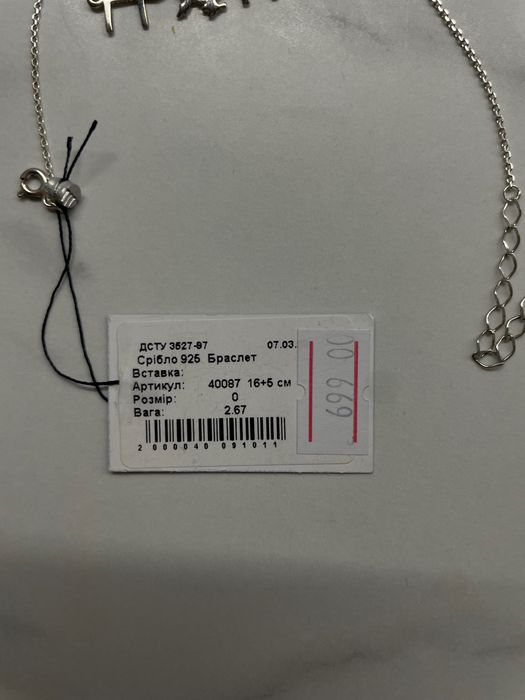 ДСТУ 3527-97 07.03.
Срібло 925 Браслет
Вставка:
Артикул: 40087 16+5 см
Розмір: 0
Вага: 2.67
2 000040 091011
699.00